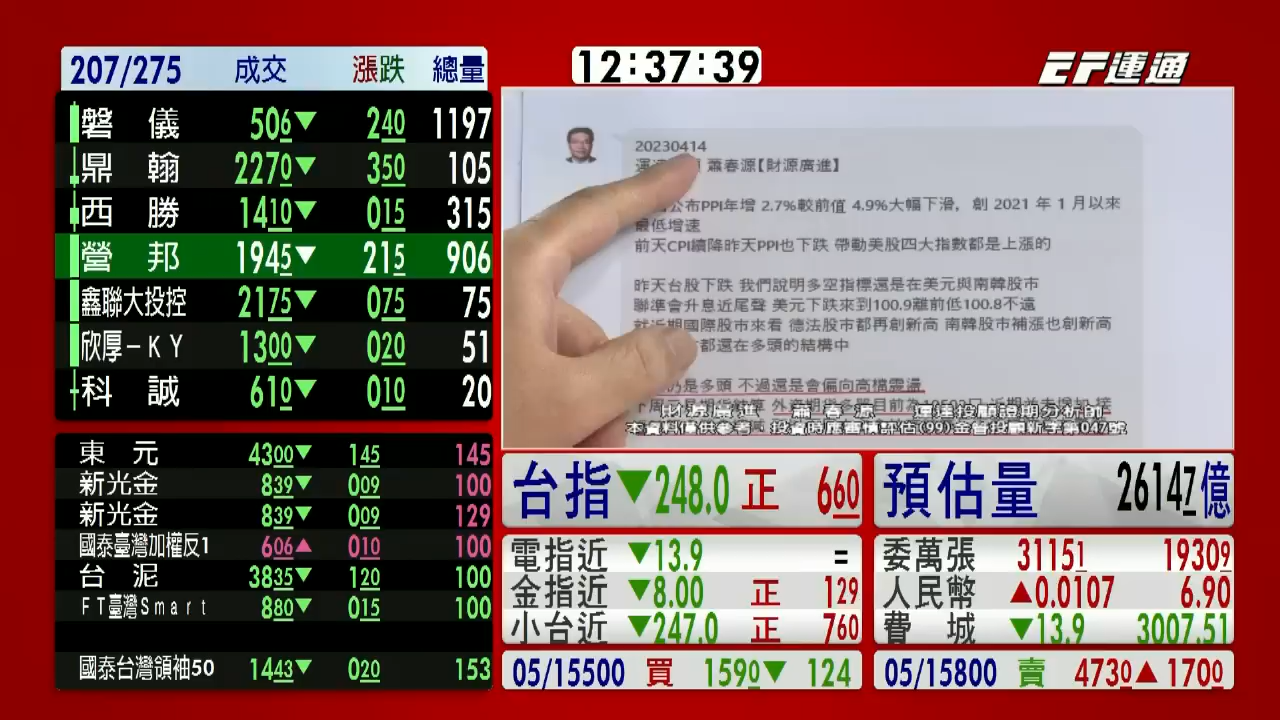 207/275 成交 漲跌 總量
磐儀 506▼ 240 1197
鼎翰 2270▼ 350 105
西勝 1410▼ 015 315
營邦 1945▼ 215 906
鑫聯大投控 2175▼ 075 75
欣厚-KY 1300▼ 020 51
科誠 610▼ 010 20
東元 4300▼ 145 145
新光金 839▼ 009 100
新光金 839▼ 009 129
國泰臺灣加權反1 606▲ 010 100
台泥 3835▼ 120 100
FT臺灣Smart 880▼ 015 100
國泰台灣領袖50 1443▼ 020 153
12:37:39
EF運通
20230414
蕭春源【財源廣進】
公布PPI年增 2.7%較前值 4.9%大幅下滑，創 2021 年 1 月以來
最低增速
前天CPI續降昨天PPI也下跌 帶動美股四大指數都是上漲的
昨天台股下跌 我們說明多空指標還是在美元與南韓股市
聯準會升息近尾聲 美元下跌來到100.9離前低100.8不遠
就近期國際股市來看 德法股市都再創新高 南韓股市補漲也創新高
都還在多頭的結構中
仍是多頭 不過還是會偏向高檔震盪
財源廣進 蕭春源 運達投顧證期分析師
本資料僅供參考 投資時應審慎評估(99)金管投顧新字第047號
台指▼248.0 正 660
預估量 26147億
電指近 ▼13.9 =
金指近 ▼8.00 正 129
小台近 ▼247.0 正 760
委萬張 31151 19309
人民幣 ▲0.0107 6.90
費城 ▼13.9 3007.51
05/15500 買 1590▼ 124
05/15800 賣 4730▲ 1700